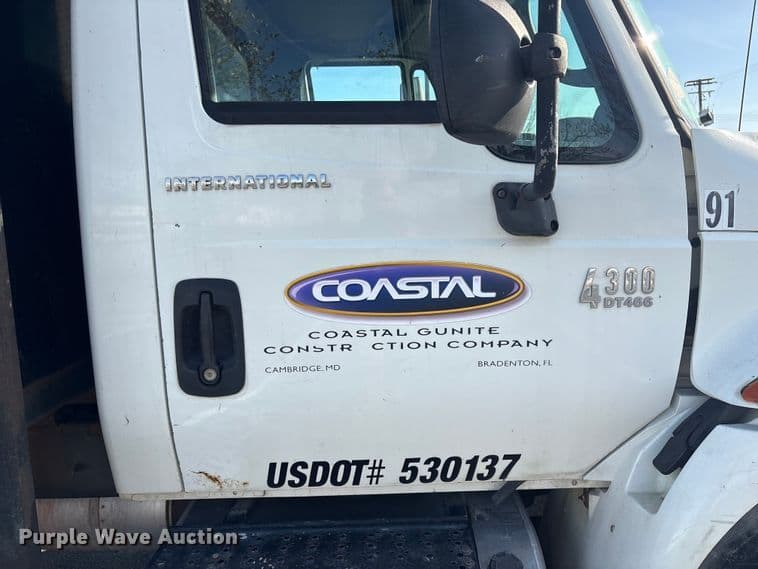 INTERNATIONAL
91
4300
DT466
COASTAL
COASTAL GUNITE
CONSTR CTION COMPANY
CAMBRIDGE, MD
BRADENTON, FL
USDOT# 530137
Purple Wave Auction